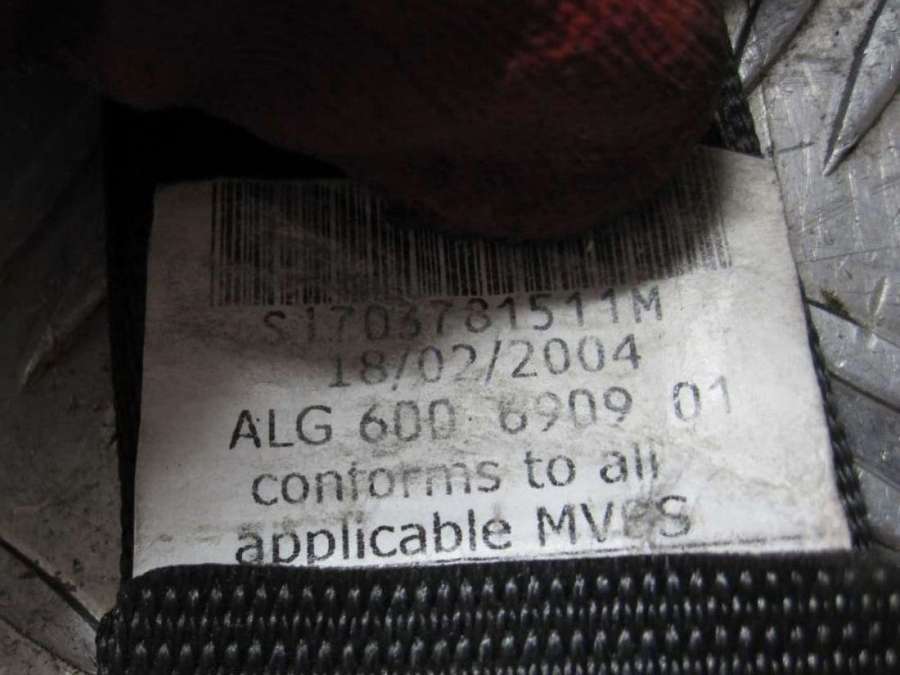 S1703781511M
18/02/2004
ALG 600 6909 01
conforms to all
applicable MVSS